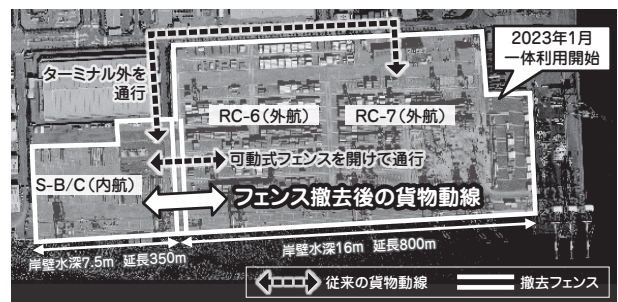 2023年1月
一体利用開始
ターミナル外を
通行
RC-6(外航)
RC-7(外航)
可動式フェンスを開けて通行
S-B/C(内航)
フェンス撤去後の貨物動線
岸壁水深7.5m 延長350m
岸壁水深16m 延長800m
従来の貨物動線
撤去フェンス